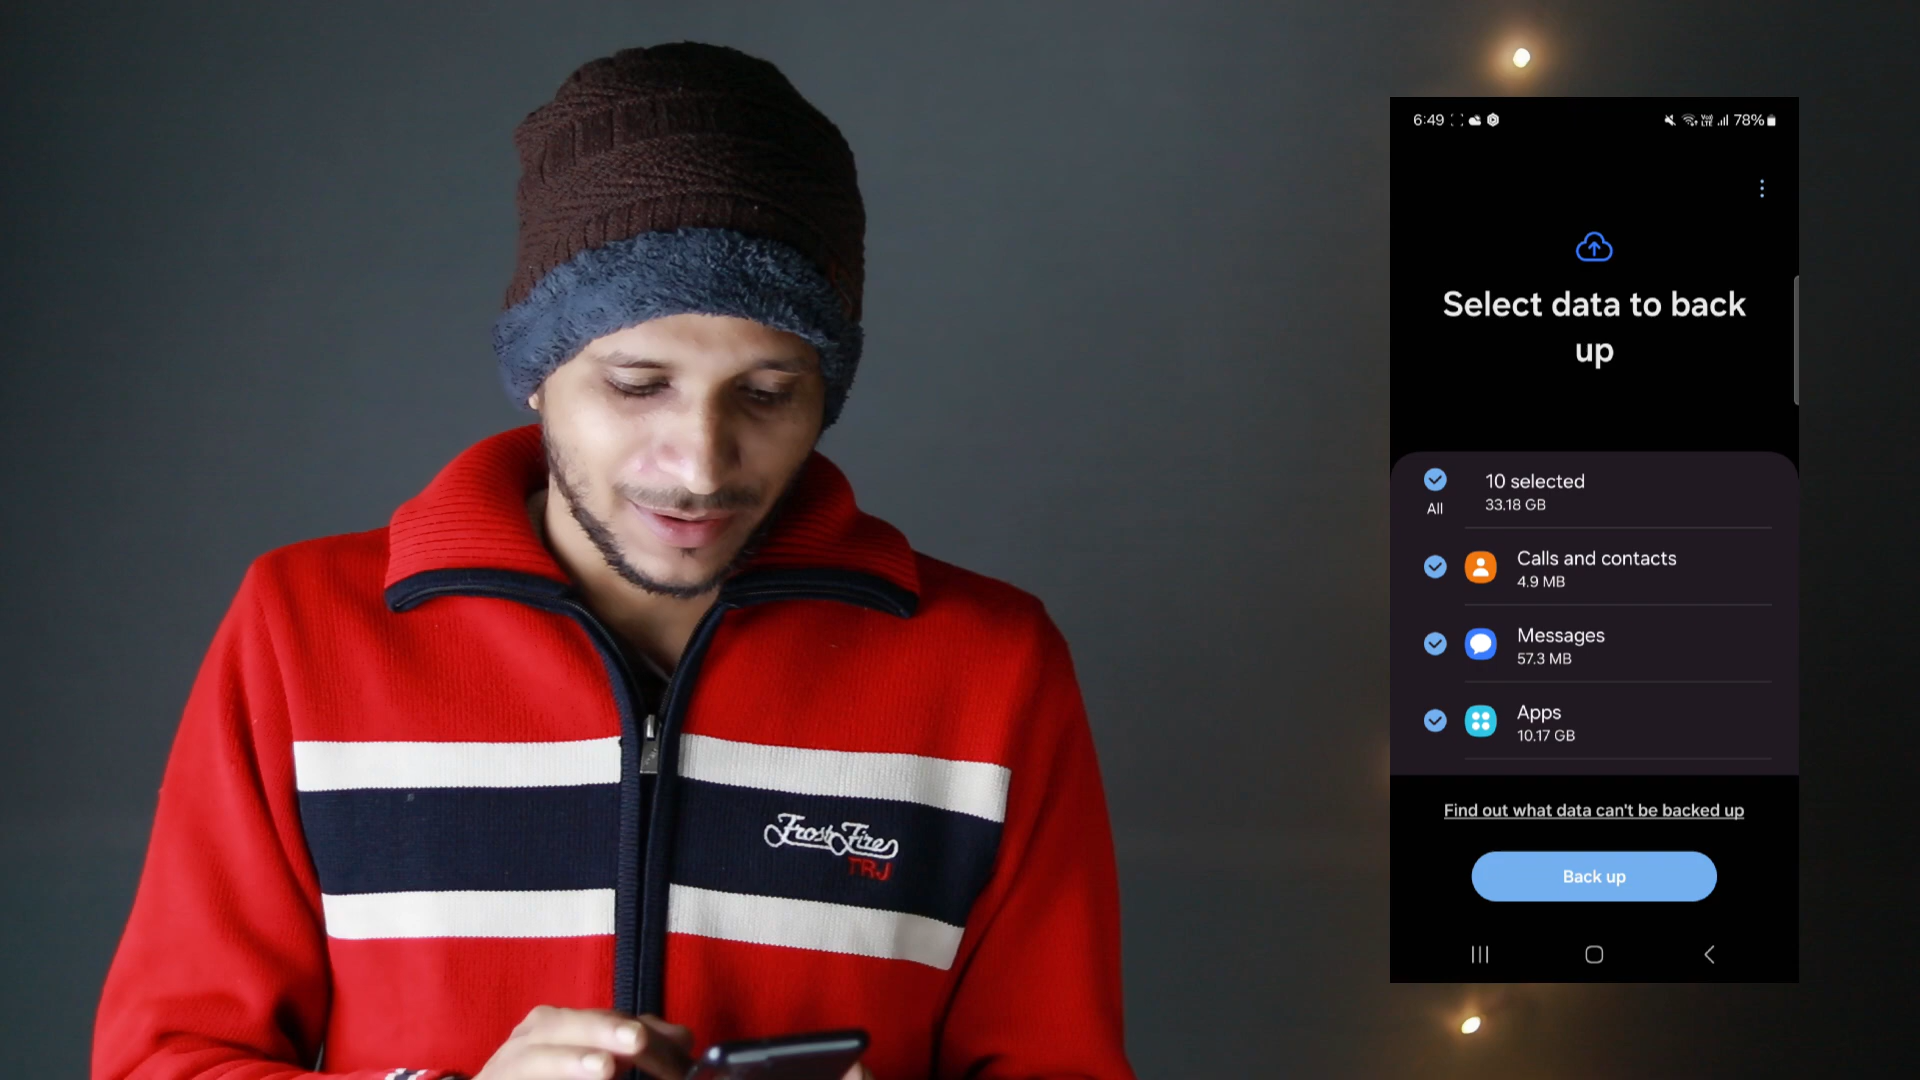 Frost Fire
TRJ
6:49
78%
Select data to back
up
10 selected
All
33.18 GB
Calls and contacts
4.9 MB
Messages
57.3 MB
Apps
10.17 GB
Find out what data can't be backed up
Back up